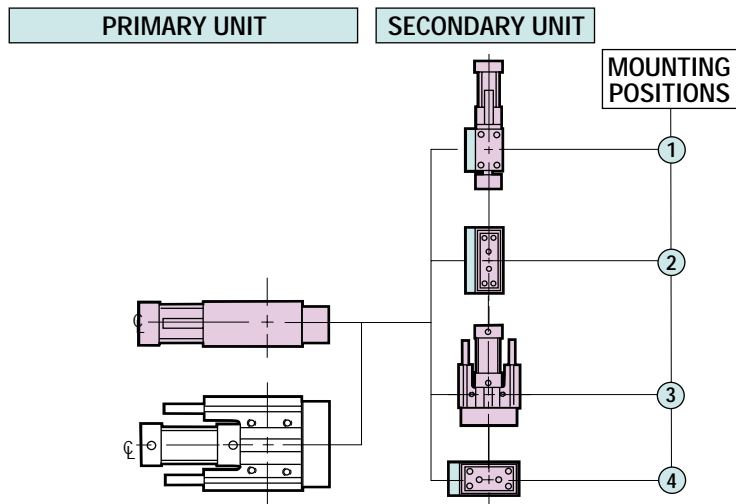 PRIMARY UNIT
SECONDARY UNIT
MOUNTING
POSITIONS
1
2
3
4
℄
℄